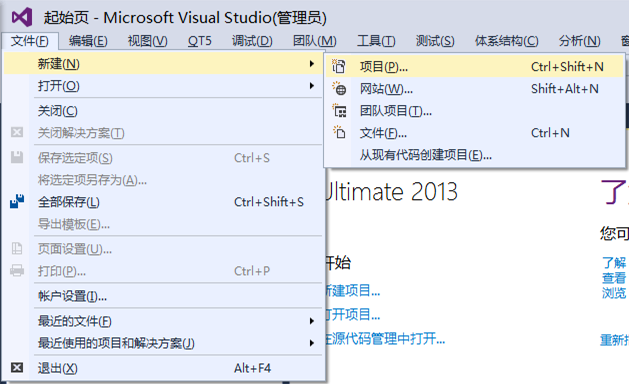 起始页 - Microsoft Visual Studio(管理员)
文件(F) 编辑(E) 视图(V) QT5 调试(D) 团队(M) 工具(T) 测试(S) 体系结构(C) 分析(N)
新建(N)
打开(O)
关闭(C)
关闭解决方案(T)
保存选定项(S) Ctrl+S
将选定项另存为(A)...
全部保存(L) Ctrl+Shift+S
导出模板(E)...
页面设置(U)...
打印(P)... Ctrl+P
帐户设置(I)...
最近的文件(F)
最近使用的项目和解决方案(J)
退出(X) Alt+F4
项目(P)... Ctrl+Shift+N
网站(W)... Shift+Alt+N
团队项目(T)...
文件(F)... Ctrl+N
从现有代码创建项目(E)...
Ultimate 2013
开始
新建项目...
打开项目...
在源代码管理中打开...
了
您可
了解
查看
浏览
重新